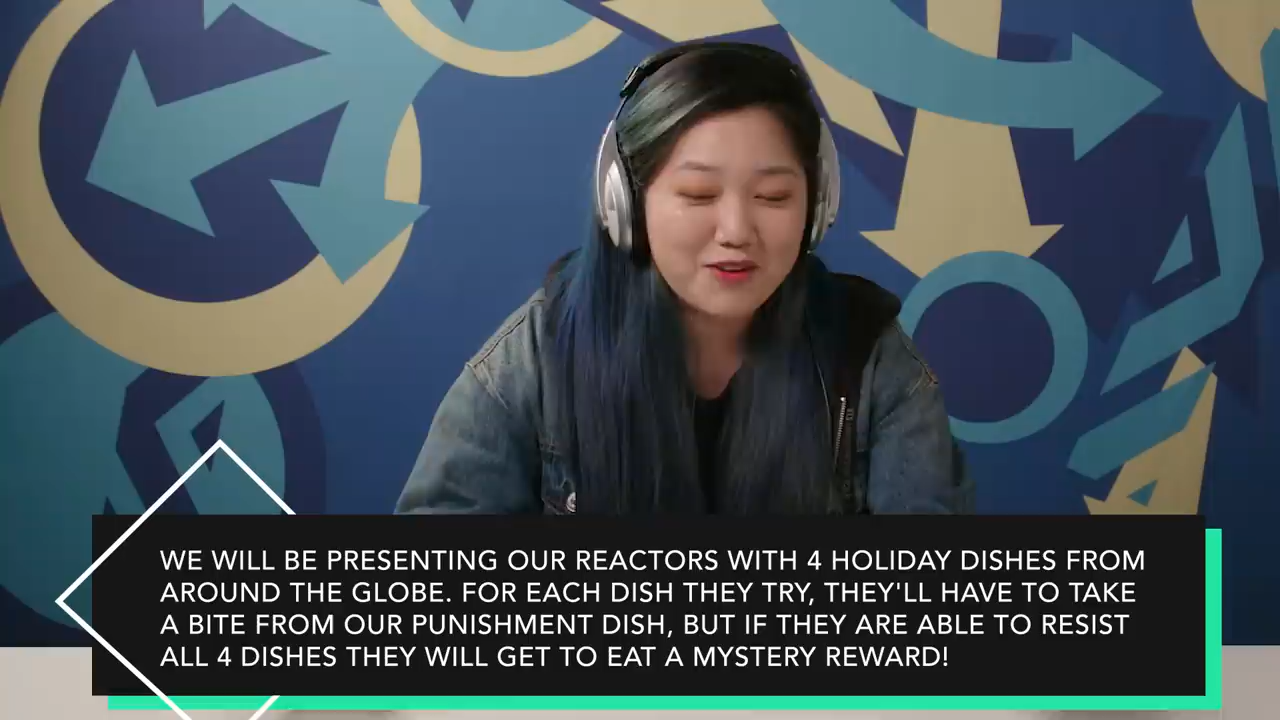 WE WILL BE PRESENTING OUR REACTORS WITH 4 HOLIDAY DISHES FROM
AROUND THE GLOBE. FOR EACH DISH THEY TRY, THEY'LL HAVE TO TAKE
A BITE FROM OUR PUNISHMENT DISH, BUT IF THEY ARE ABLE TO RESIST
ALL 4 DISHES THEY WILL GET TO EAT A MYSTERY REWARD!